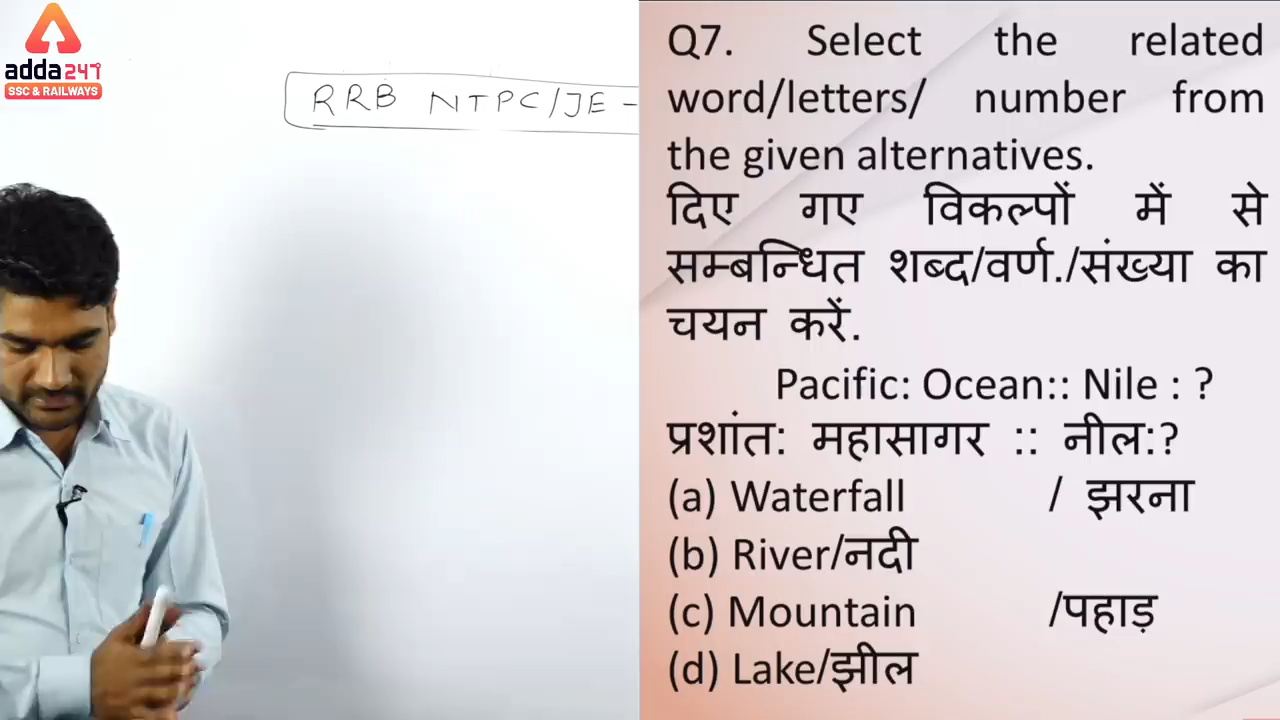 adda247
SSC & RAILWAYS
RRB NTPC/JE -
Q7. Select the related
word/letters/ number from
the given alternatives.
दिए गए विकल्पों में से
सम्बन्धित शब्द/वर्ण./संख्या का
चयन करें.
Pacific: Ocean:: Nile : ?
प्रशांत: महासागर :: नील:?
(a) Waterfall / झरना
(b) River/नदी
(c) Mountain /पहाड़
(d) Lake/झील